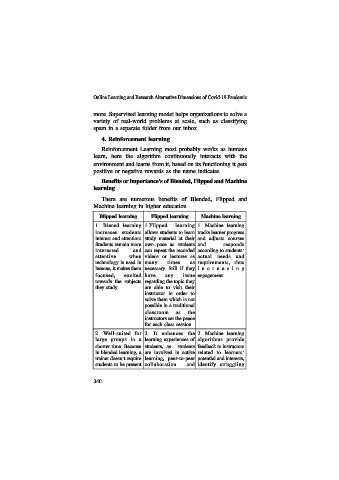 Online Learning and Research Alternative Dimensions of Covid-19 Pandemic
more. Supervised learning model helps organizations to solve a
variety of real-world problems at scale, such as classifying
spam in a separate folder from our inbox
4. Reinforcement learning
Reinforcement Learning most probably works as humans
learn, here the algorithm continuously interacts with the
environment and learns from it, based on its functioning it gets
positive or negative rewards as the name indicates
Benefits or importance's of Blended, Flipped and Machine
learning
There are numerous benefits of Blended, Flipped and
Machine learning in higher education
Blipped learning
1 Blened learning
increases student
interest and attention:
Students remain more
interested and
attentive when
technology is used in
lessons, it makes them
focused, excited
towards the subjects
they study
Flipped learning
1 Flipped learning
allows students to learn
study material at their
own pace as students
can repeat the recorded
videos or lectures as
many times as
necessary Still if they
have any issue
regarding the topic they
are able to visit their
instructor in order to
solve them which is not
possible in a traditional
classroom as the
instructors set the peace
for each class session
Machine learning
1 Machine learning
tracks learner progress
and adjusts courses
and responds
according to students'
actual needs and
requirements, thus
increasing
engagement
2 Well-suited for
large groups in a
shorter time Because
in blended learning, a
trainer doesn't require
students to be present
2 It enhances the
learning experiences of
students, as students
are involved in active
learning, peer-to-peer
collaboration and
2 Machine learning
algorithms provide
feedback to instructors
related to learners'
potential and interests,
identify struggling
340